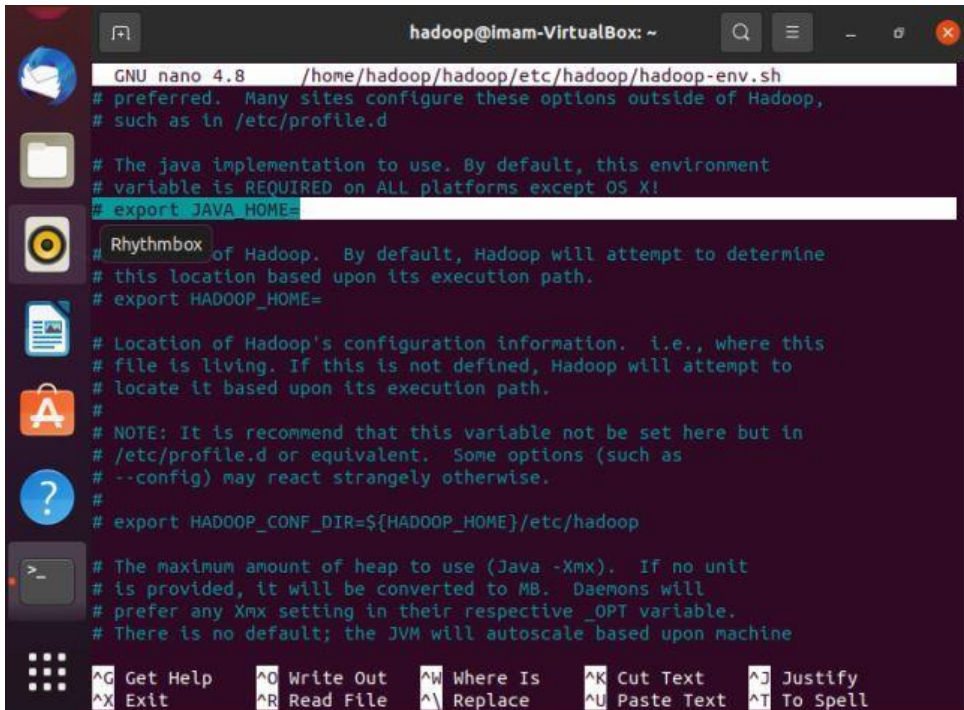 hadoop@imam-VirtualBox: ~
GNU nano 4.8 /home/hadoop/hadoop/etc/hadoop/hadoop-env.sh
# preferred. Many sites configure these options outside of Hadoop,
# such as in /etc/profile.d
# The java implementation to use. By default, this environment
# variable is REQUIRED on ALL platforms except OS X!
# export JAVA_HOME=
Rhythmbox
# of Hadoop. By default, Hadoop will attempt to determine
# this location based upon its execution path.
# export HADOOP_HOME=
# Location of Hadoop's configuration information. i.e., where this
# file is living. If this is not defined, Hadoop will attempt to
# locate it based upon its execution path.
#
# NOTE: It is recommend that this variable not be set here but in
# /etc/profile.d or equivalent. Some options (such as
# --config) may react strangely otherwise.
#
# export HADOOP_CONF_DIR=${HADOOP_HOME}/etc/hadoop
# The maximum amount of heap to use (Java -Xmx). If no unit
# is provided, it will be converted to MB. Daemons will
# prefer any Xmx setting in their respective _OPT variable.
# There is no default; the JVM will autoscale based upon machine
^G Get Help ^O Write Out ^W Where Is ^K Cut Text ^J Justify
^X Exit ^R Read File ^\ Replace ^U Paste Text ^T To Spell